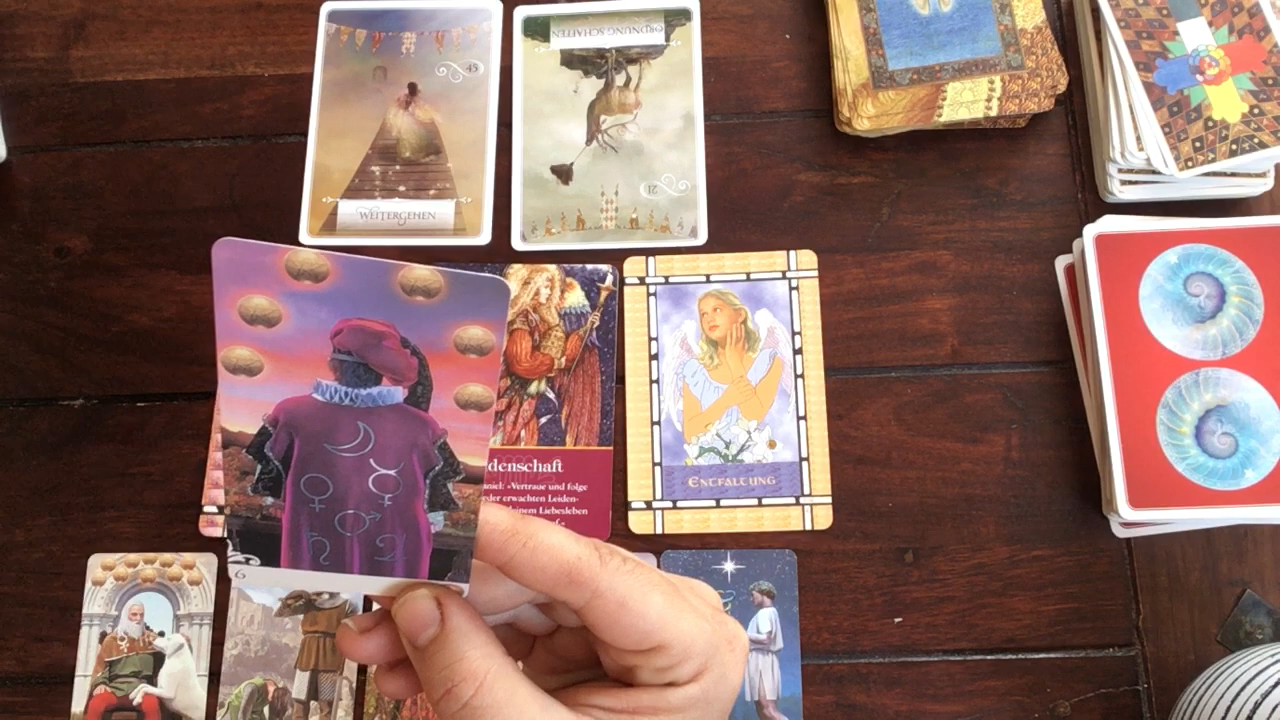 45
WEITERGEHEN
ORDNUNG SCHAFFEN
21
denschaft
niel: »Vertraue und folge
der erwachten Leiden-
deinem Liebesleben
ENTFALTUNG
6